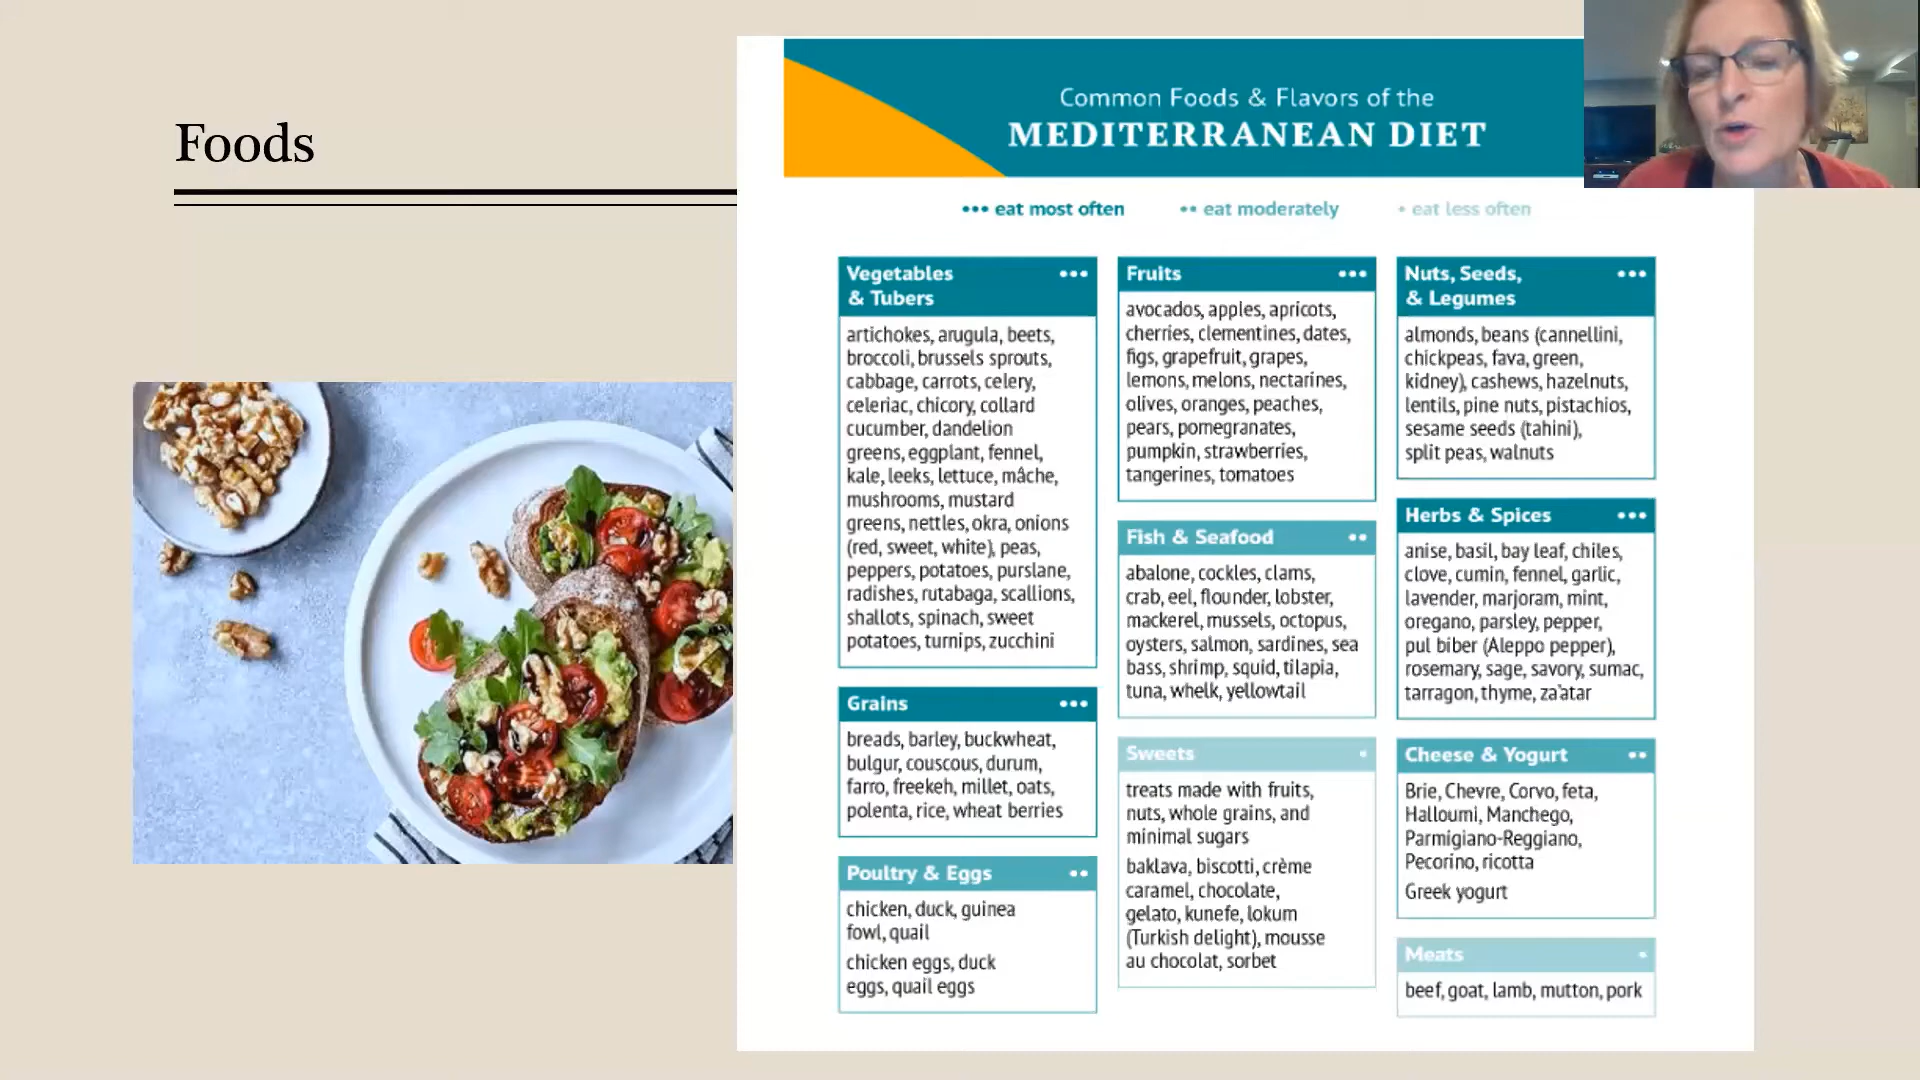 Foods
Common Foods & Flavors of the
MEDITERRANEAN DIET
••• eat most often
•• eat moderately
• eat less often
Vegetables •••
& Tubers
artichokes, arugula, beets,
broccoli, brussels sprouts,
cabbage, carrots, celery,
celeriac, chicory, collard
cucumber, dandelion
greens, eggplant, fennel,
kale, leeks, lettuce, mâche,
mushrooms, mustard
greens, nettles, okra, onions
(red, sweet, white), peas,
peppers, potatoes, purslane,
radishes, rutabaga, scallions,
shallots, spinach, sweet
potatoes, turnips, zucchini
Grains •••
breads, barley, buckwheat,
bulgur, couscous, durum,
farro, freekeh, millet, oats,
polenta, rice, wheat berries
Poultry & Eggs ••
chicken, duck, guinea
fowl, quail
chicken eggs, duck
eggs, quail eggs
Fruits •••
avocados, apples, apricots,
cherries, clementines, dates,
figs, grapefruit, grapes,
lemons, melons, nectarines,
olives, oranges, peaches,
pears, pomegranates,
pumpkin, strawberries,
tangerines, tomatoes
Fish & Seafood ••
abalone, cockles, clams,
crab, eel, flounder, lobster,
mackerel, mussels, octopus,
oysters, salmon, sardines, sea
bass, shrimp, squid, tilapia,
tuna, whelk, yellowtail
Sweets •
treats made with fruits,
nuts, whole grains, and
minimal sugars
baklava, biscotti, crème
caramel, chocolate,
gelato, kunefe, lokum
(Turkish delight), mousse
au chocolat, sorbet
Nuts, Seeds, •••
& Legumes
almonds, beans (cannellini,
chickpeas, fava, green,
kidney), cashews, hazelnuts,
lentils, pine nuts, pistachios,
sesame seeds (tahini),
split peas, walnuts
Herbs & Spices •••
anise, basil, bay leaf, chiles,
clove, cumin, fennel, garlic,
lavender, marjoram, mint,
oregano, parsley, pepper,
pul biber (Aleppo pepper),
rosemary, sage, savory, sumac,
tarragon, thyme, za'atar
Cheese & Yogurt ••
Brie, Chevre, Corvo, feta,
Halloumi, Manchego,
Parmigiano-Reggiano,
Pecorino, ricotta
Greek yogurt
Meats •
beef, goat, lamb, mutton, pork